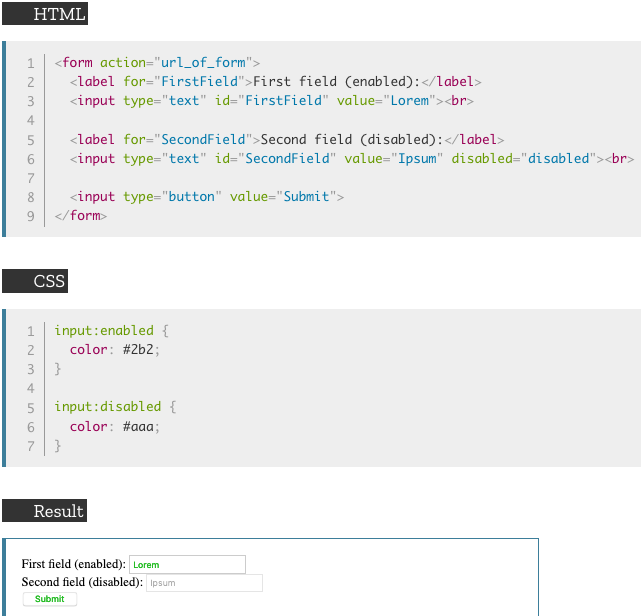 HTML
1 <form action="url_of_form">
2   <label for="FirstField">First field (enabled):</label>
3   <input type="text" id="FirstField" value="Lorem"><br>
4
5   <label for="SecondField">Second field (disabled):</label>
6   <input type="text" id="SecondField" value="Ipsum" disabled="disabled"><br>
7
8   <input type="button" value="Submit">
9 </form>
CSS
1 input:enabled {
2   color: #2b2;
3 }
4
5 input:disabled {
6   color: #aaa;
7 }
Result
First field (enabled): Lorem
Second field (disabled): Ipsum
Submit